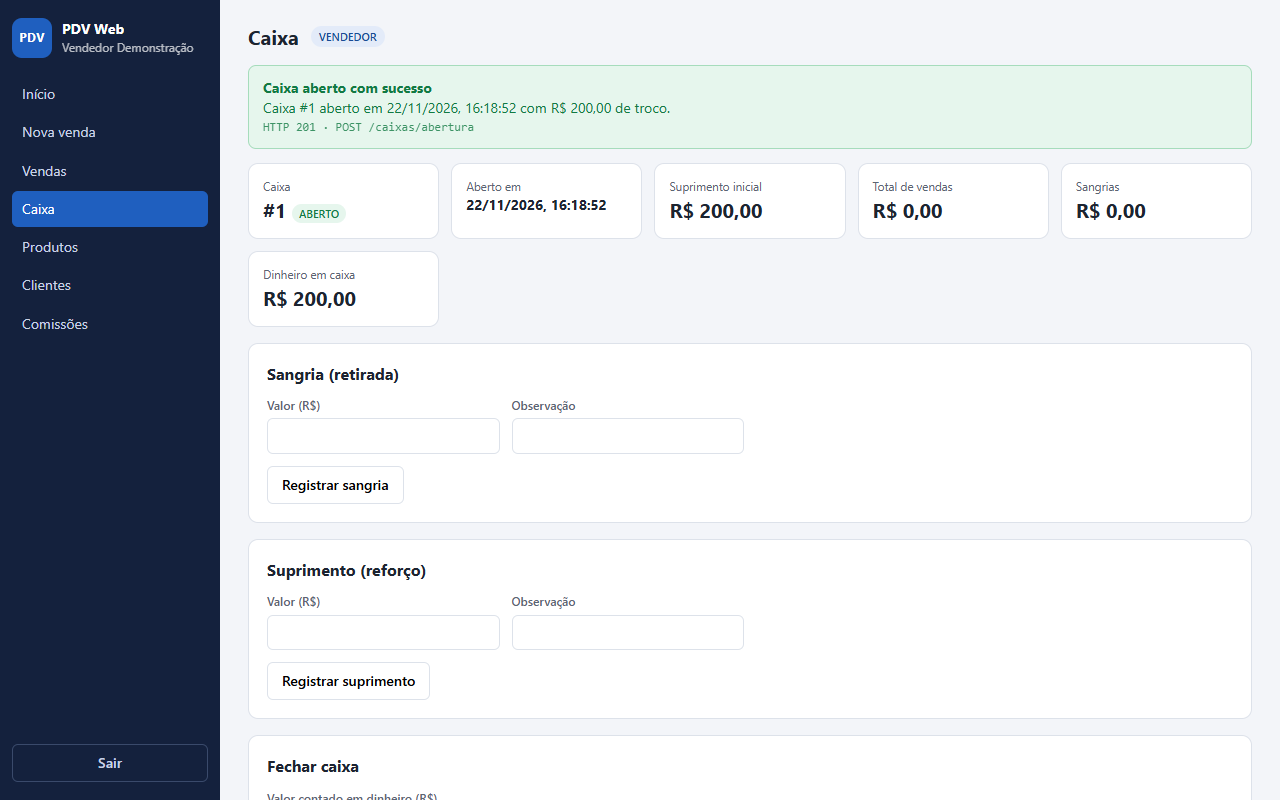 PDV
PDV Web
Vendedor Demonstração
Início
Nova venda
Vendas
Caixa
Produtos
Clientes
Comissões
Sair
Caixa
VENDEDOR
Caixa aberto com sucesso
Caixa #1 aberto em 22/11/2026, 16:18:52 com R$ 200,00 de troco.
HTTP 201 · POST /caixas/abertura
Caixa
#1 ABERTO
Aberto em
22/11/2026, 16:18:52
Suprimento inicial
R$ 200,00
Total de vendas
R$ 0,00
Sangrias
R$ 0,00
Dinheiro em caixa
R$ 200,00
Sangria (retirada)
Valor (R$)
Observação
Registrar sangria
Suprimento (reforço)
Valor (R$)
Observação
Registrar suprimento
Fechar caixa
Valor contado em dinheiro (R$)